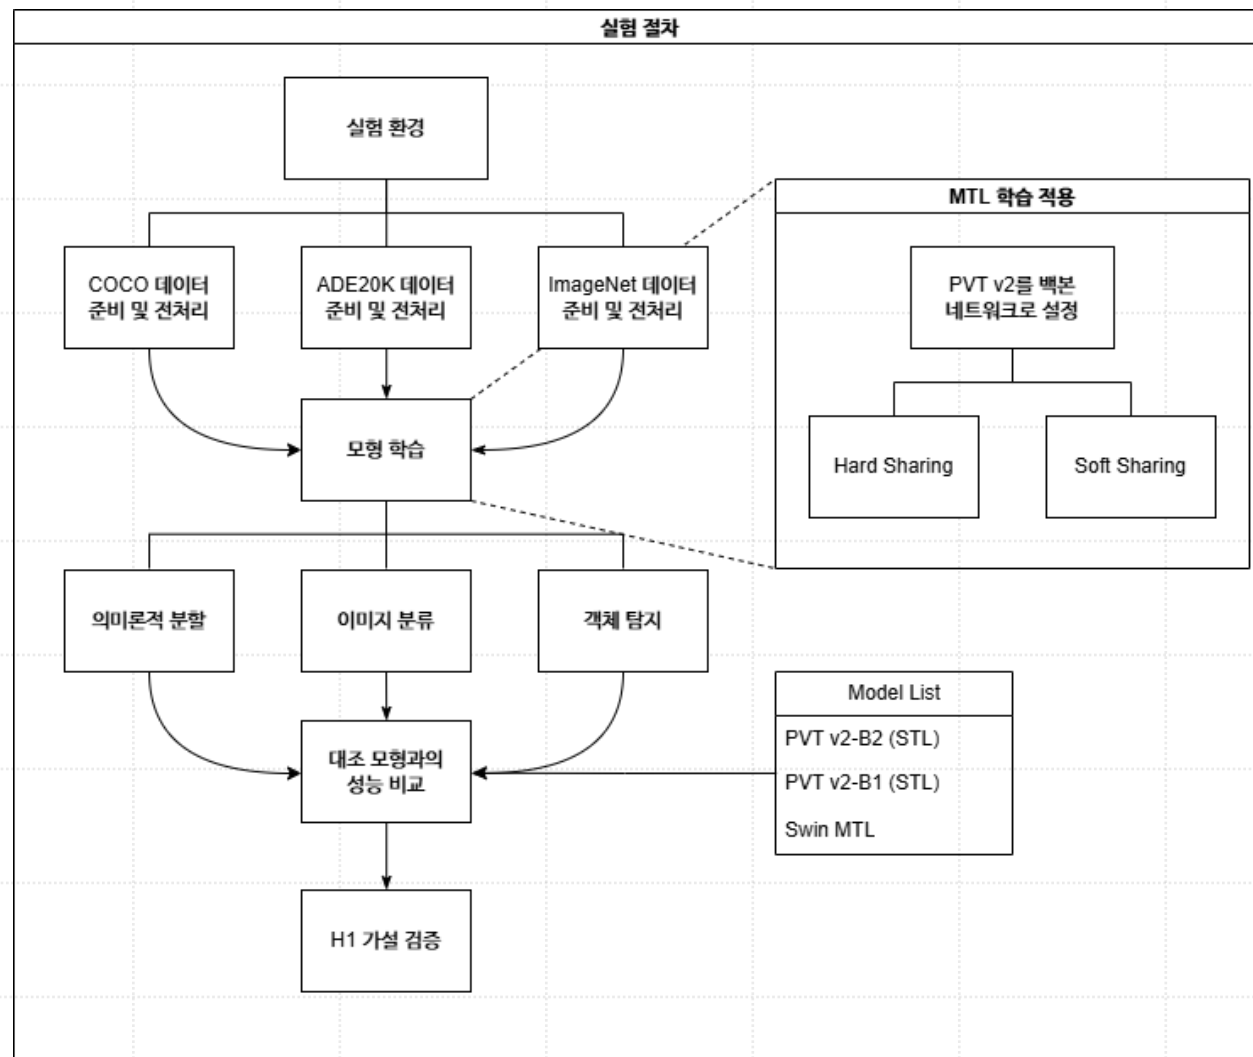 실험 절차
실험 환경
COCO 데이터
준비 및 전처리
ADE20K 데이터
준비 및 전처리
ImageNet 데이터
준비 및 전처리
MTL 학습 적용
PVT v2를 백본
네트워크로 설정
Hard Sharing
Soft Sharing
모형 학습
의미론적 분할
이미지 분류
객체 탐지
대조 모형과의
성능 비교
Model List
PVT v2-B2 (STL)
PVT v2-B1 (STL)
Swin MTL
H1 가설 검증